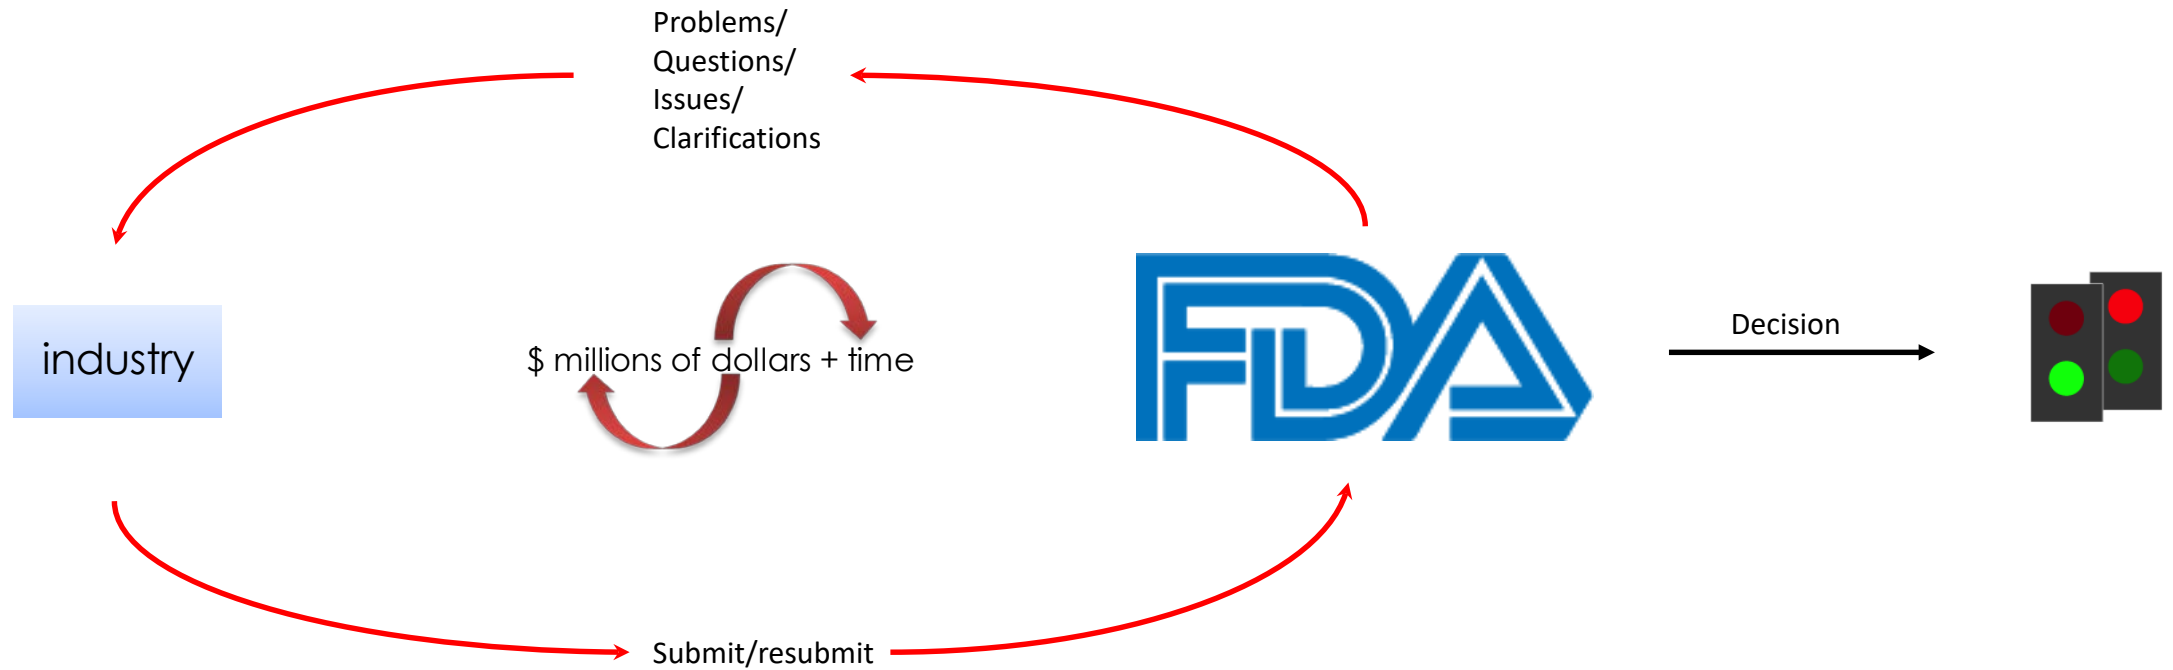 Problems/
Questions/
Issues/
Clarifications
industry
$ millions of dollars + time
FDA
Decision
Submit/resubmit